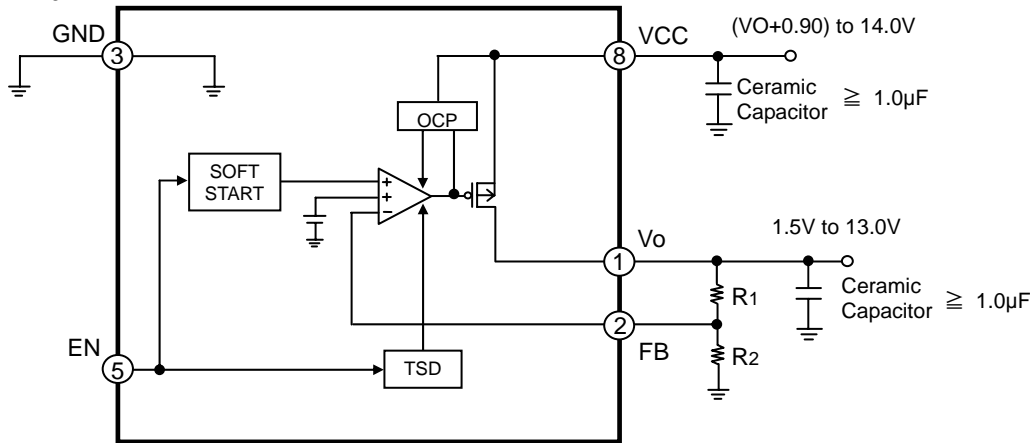 GND
3
VCC
8
(VO+0.90) to 14.0V
Ceramic
Capacitor ≧ 1.0µF
OCP
SOFT
START
+
+
−
Vo
1
1.5V to 13.0V
R1
Ceramic
Capacitor ≧ 1.0µF
2
FB
R2
EN
5
TSD